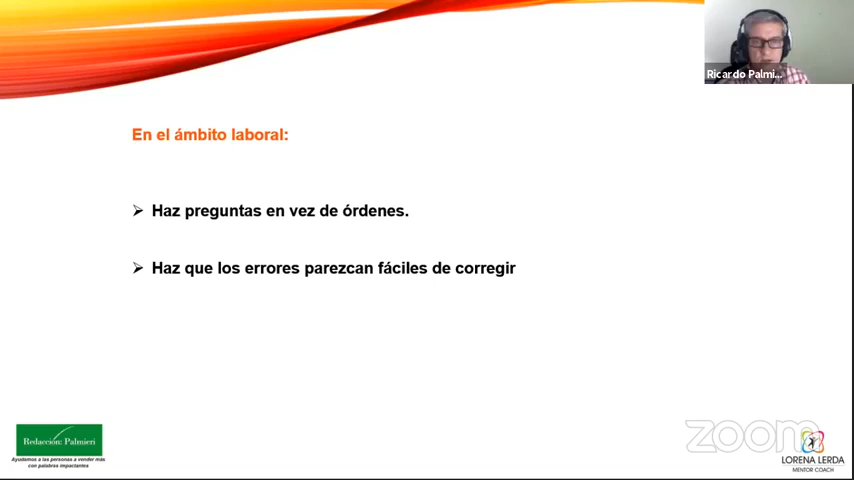 Ricardo Palmi...
En el ámbito laboral:
➢ Haz preguntas en vez de órdenes.
➢ Haz que los errores parezcan fáciles de corregir
Redacción: Palmieri
Ayudamos a las personas a vender más
con palabras impactantes
zoom
LORENA LERDA
MENTOR COACH